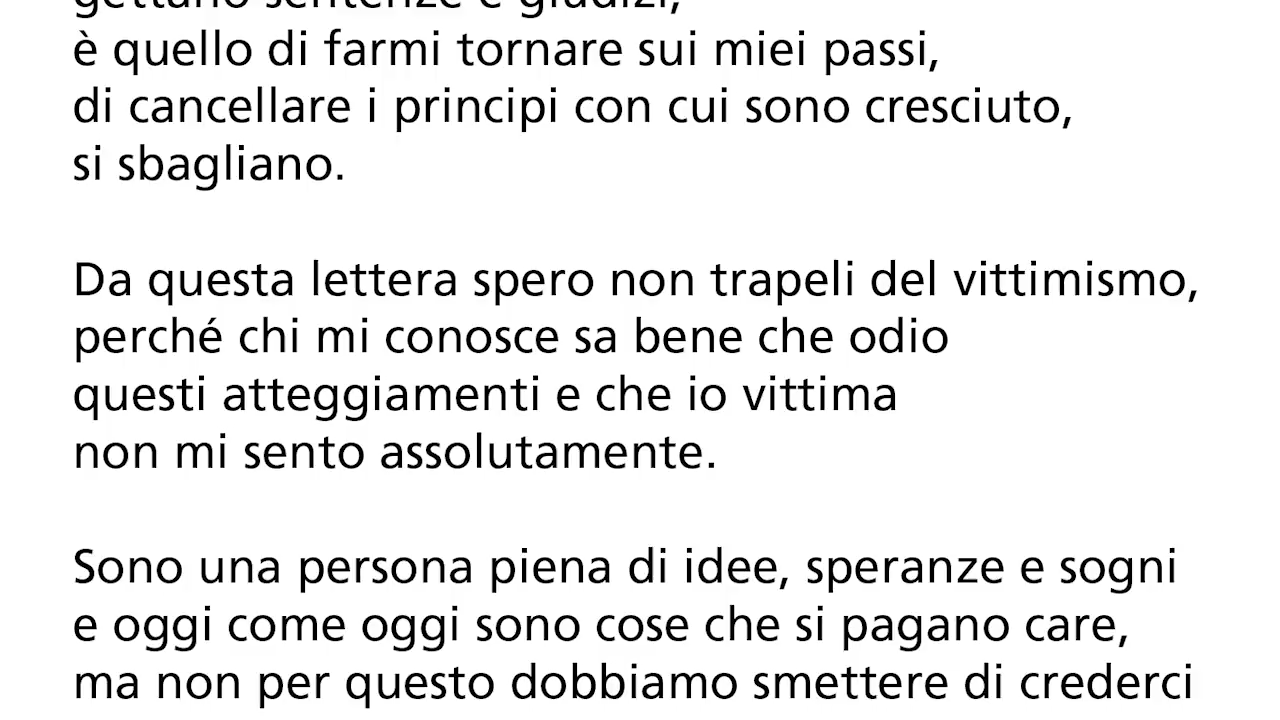 gettano sentenze e giudizi,
è quello di farmi tornare sui miei passi,
di cancellare i principi con cui sono cresciuto,
si sbagliano.
Da questa lettera spero non trapeli del vittimismo,
perché chi mi conosce sa bene che odio
questi atteggiamenti e che io vittima
non mi sento assolutamente.
Sono una persona piena di idee, speranze e sogni
e oggi come oggi sono cose che si pagano care,
ma non per questo dobbiamo smettere di crederci